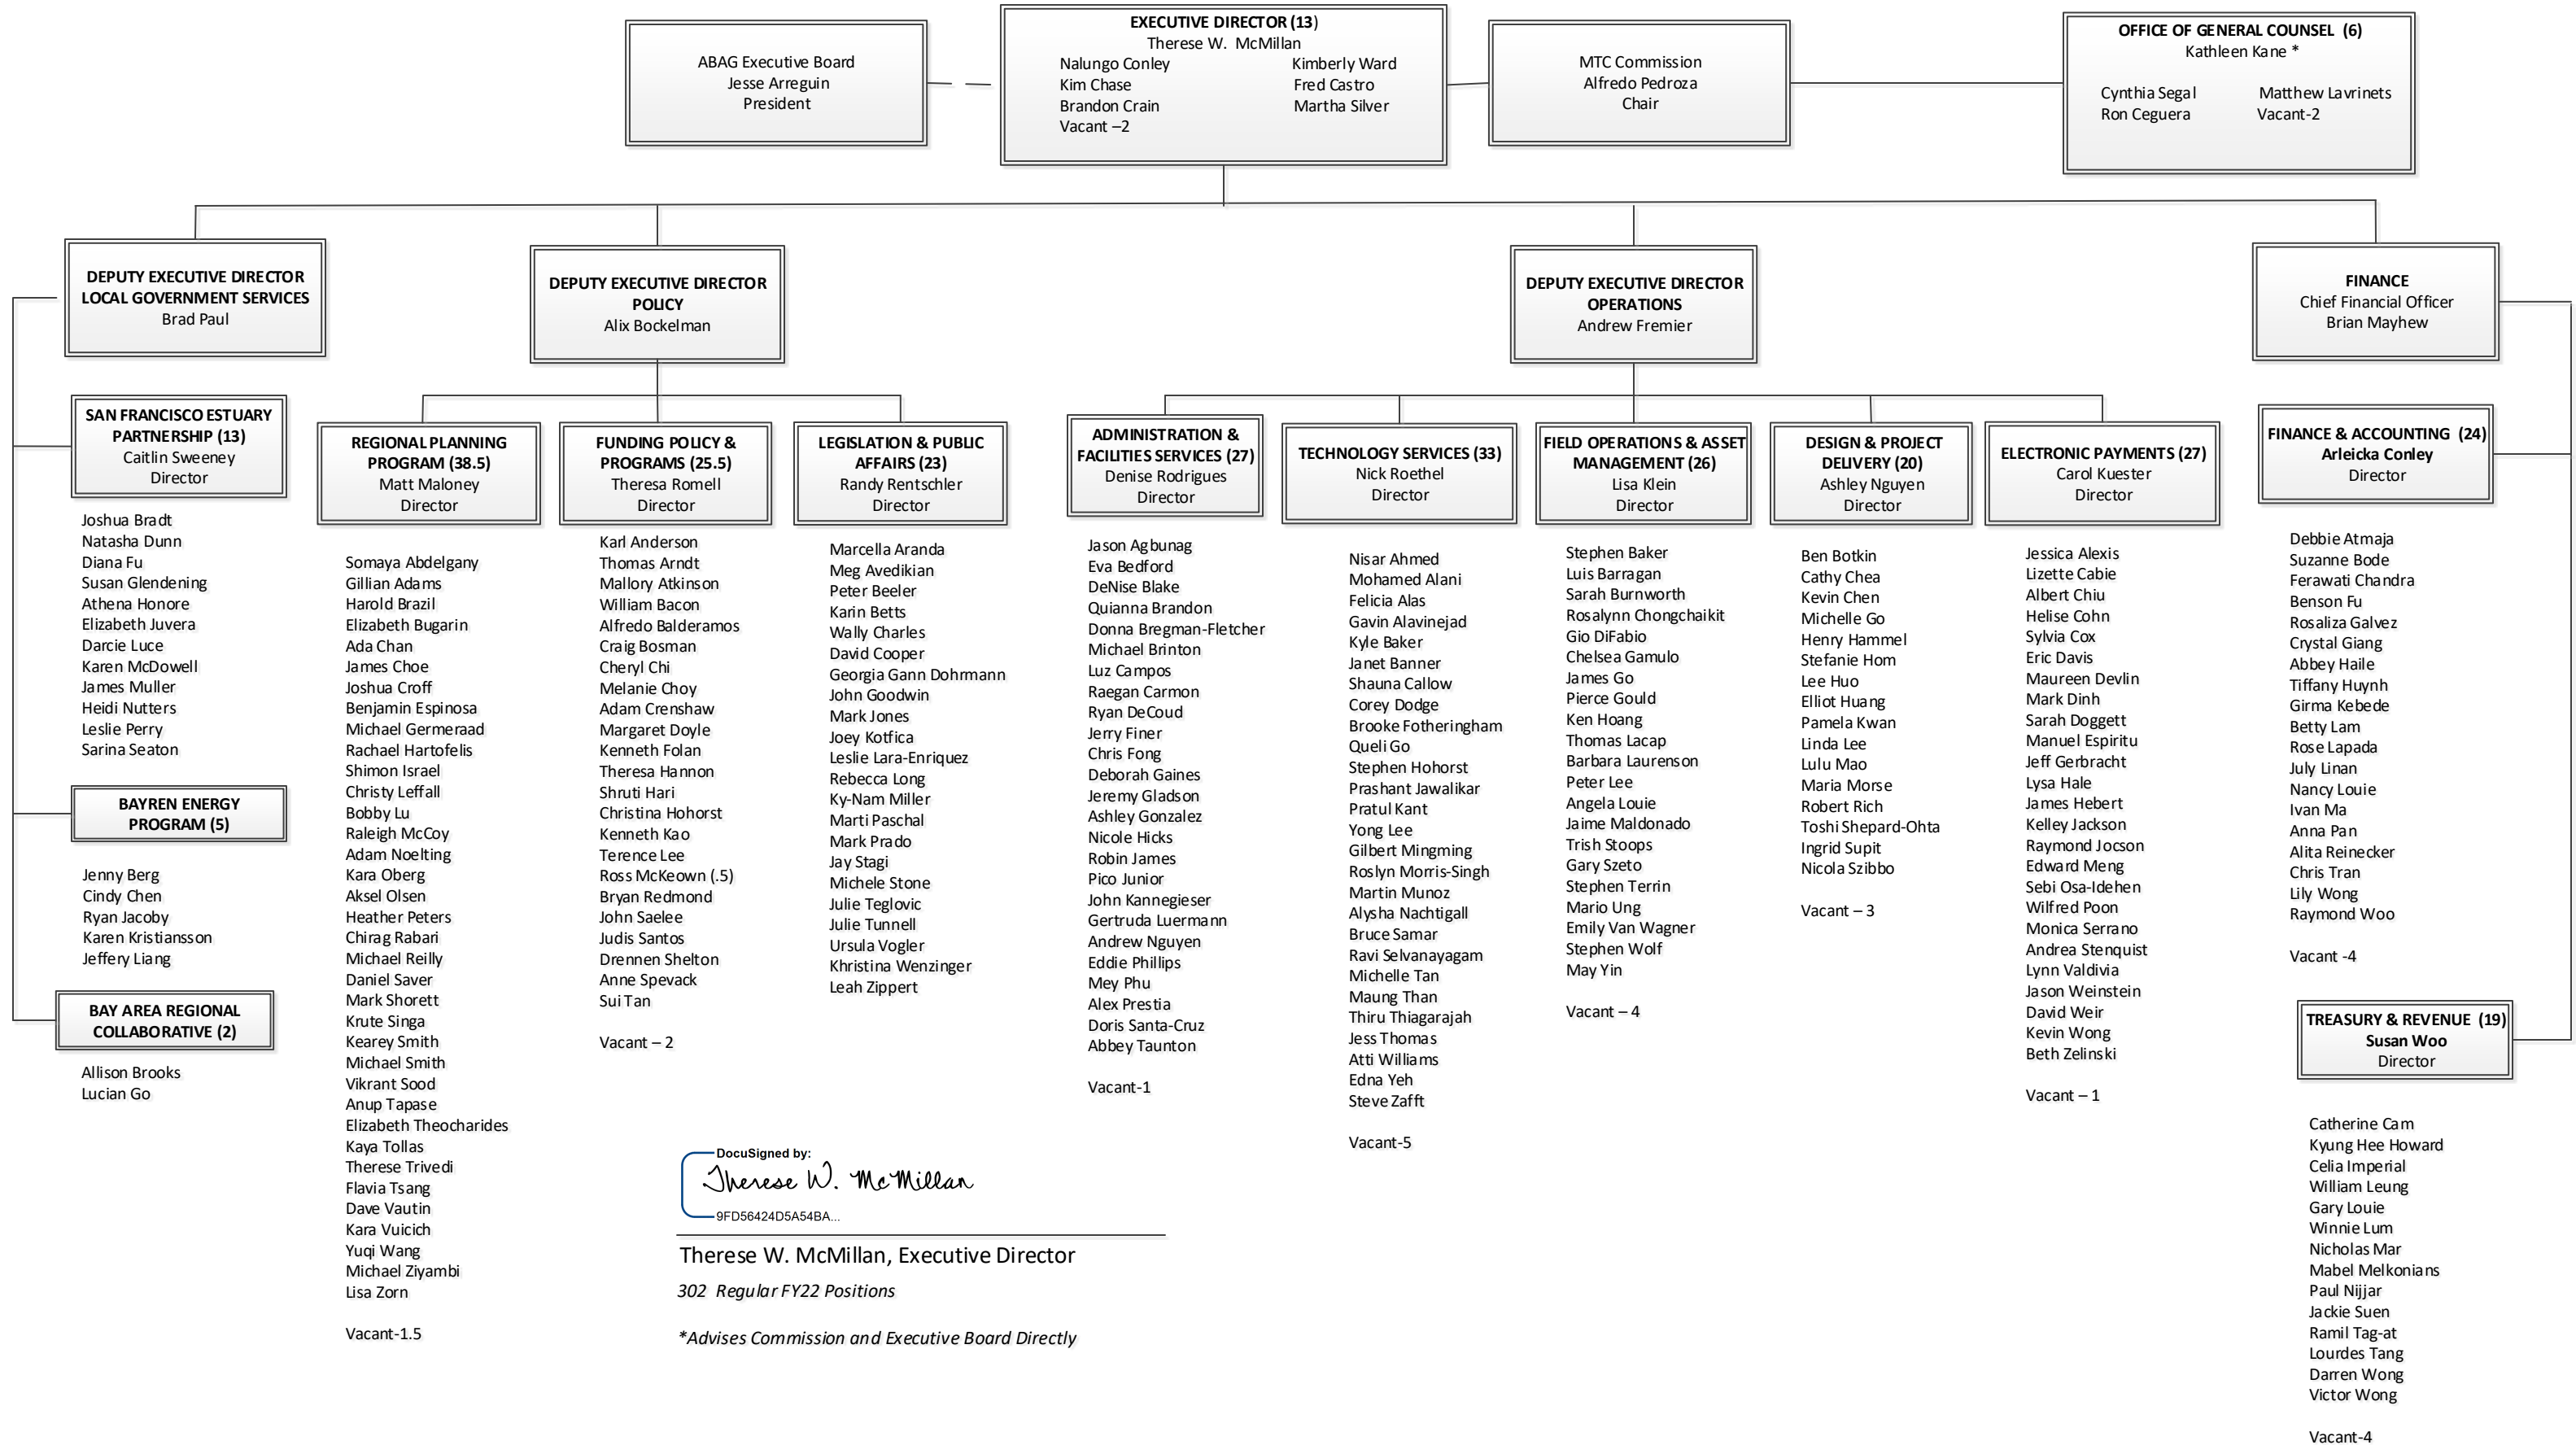 ABAG Executive Board
Jesse Arreguin
President
EXECUTIVE DIRECTOR (13)
Therese W. McMillan
Nalungo Conley
Kim Chase
Brandon Crain
Vacant –2
Kimberly Ward
Fred Castro
Martha Silver
MTC Commission
Alfredo Pedroza
Chair
OFFICE OF GENERAL COUNSEL (6)
Kathleen Kane *
Cynthia Segal
Ron Ceguera
Matthew Lavrinets
Vacant-2
DEPUTY EXECUTIVE DIRECTOR
LOCAL GOVERNMENT SERVICES
Brad Paul
DEPUTY EXECUTIVE DIRECTOR
POLICY
Alix Bockelman
DEPUTY EXECUTIVE DIRECTOR
OPERATIONS
Andrew Fremier
FINANCE
Chief Financial Officer
Brian Mayhew
SAN FRANCISCO ESTUARY
PARTNERSHIP (13)
Caitlin Sweeney
Director
Joshua Bradt
Natasha Dunn
Diana Fu
Susan Glendening
Athena Honore
Elizabeth Juvera
Darcie Luce
Karen McDowell
James Muller
Heidi Nutters
Leslie Perry
Sarina Seaton
BAYREN ENERGY
PROGRAM (5)
Jenny Berg
Cindy Chen
Ryan Jacoby
Karen Kristiansson
Jeffery Liang
BAY AREA REGIONAL
COLLABORATIVE (2)
Allison Brooks
Lucian Go
REGIONAL PLANNING
PROGRAM (38.5)
Matt Maloney
Director
Somaya Abdelgany
Gillian Adams
Harold Brazil
Elizabeth Bugarin
Ada Chan
James Choe
Joshua Croff
Benjamin Espinosa
Michael Germeraad
Rachael Hartofelis
Shimon Israel
Christy Leffall
Bobby Lu
Raleigh McCoy
Adam Noelting
Kara Oberg
Aksel Olsen
Heather Peters
Chirag Rabari
Michael Reilly
Daniel Saver
Mark Shorett
Krute Singa
Kearey Smith
Michael Smith
Vikrant Sood
Anup Tapase
Elizabeth Theocharides
Kaya Tollas
Therese Trivedi
Flavia Tsang
Dave Vautin
Kara Vuicich
Yuqi Wang
Michael Ziyambi
Lisa Zorn
Vacant-1.5
FUNDING POLICY &
PROGRAMS (25.5)
Theresa Romell
Director
Karl Anderson
Thomas Arndt
Mallory Atkinson
William Bacon
Alfredo Balderamos
Craig Bosman
Cheryl Chi
Melanie Choy
Adam Crenshaw
Margaret Doyle
Kenneth Folan
Theresa Hannon
Shruti Hari
Christina Hohorst
Kenneth Kao
Terence Lee
Ross McKeown (.5)
Bryan Redmond
John Saelee
Judis Santos
Drennen Shelton
Anne Spevack
Sui Tan
Vacant – 2
LEGISLATION & PUBLIC
AFFAIRS (23)
Randy Rentschler
Director
Marcella Aranda
Meg Avedikian
Peter Beeler
Karin Betts
Wally Charles
David Cooper
Georgia Gann Dohrmann
John Goodwin
Mark Jones
Joey Kotfica
Leslie Lara-Enriquez
Rebecca Long
Ky-Nam Miller
Marti Paschal
Mark Prado
Jay Stagi
Michele Stone
Julie Teglovic
Julie Tunnell
Ursula Vogler
Khristina Wenzinger
Leah Zippert
ADMINISTRATION &
FACILITIES SERVICES (27)
Denise Rodrigues
Director
Jason Agbunag
Eva Bedford
DeNise Blake
Quianna Brandon
Donna Bregman-Fletcher
Michael Brinton
Luz Campos
Raegan Carmon
Ryan DeCoud
Jerry Finer
Chris Fong
Deborah Gaines
Jeremy Gladson
Ashley Gonzalez
Nicole Hicks
Robin James
Pico Junior
John Kannegieser
Gertruda Luermann
Andrew Nguyen
Eddie Phillips
Mey Phu
Alex Prestia
Doris Santa-Cruz
Abbey Taunton
Vacant-1
TECHNOLOGY SERVICES (33)
Nick Roethel
Director
Nisar Ahmed
Mohamed Alani
Felicia Alas
Gavin Alavinejad
Kyle Baker
Janet Banner
Shauna Callow
Corey Dodge
Brooke Fotheringham
Queli Go
Stephen Hohorst
Prashant Jawalikar
Pratul Kant
Yong Lee
Gilbert Mingming
Roslyn Morris-Singh
Martin Munoz
Alysha Nachtigall
Bruce Samar
Ravi Selvanayagam
Michelle Tan
Maung Than
Thiru Thiagarajah
Jess Thomas
Atti Williams
Edna Yeh
Steve Zafft
Vacant-5
FIELD OPERATIONS & ASSET
MANAGEMENT (26)
Lisa Klein
Director
Stephen Baker
Luis Barragan
Sarah Burnworth
Rosalynn Chongchaikit
Gio DiFabio
Chelsea Gamulo
James Go
Pierce Gould
Ken Hoang
Thomas Lacap
Barbara Laurenson
Peter Lee
Angela Louie
Jaime Maldonado
Trish Stoops
Gary Szeto
Stephen Terrin
Mario Ung
Emily Van Wagner
Stephen Wolf
May Yin
Vacant – 4
DESIGN & PROJECT
DELIVERY (20)
Ashley Nguyen
Director
Ben Botkin
Cathy Chea
Kevin Chen
Michelle Go
Henry Hammel
Stefanie Hom
Lee Huo
Elliot Huang
Pamela Kwan
Linda Lee
Lulu Mao
Maria Morse
Robert Rich
Toshi Shepard-Ohta
Ingrid Supit
Nicola Szibbo
Vacant – 3
ELECTRONIC PAYMENTS (27)
Carol Kuester
Director
Jessica Alexis
Lizette Cabie
Albert Chiu
Helise Cohn
Sylvia Cox
Eric Davis
Maureen Devlin
Mark Dinh
Sarah Doggett
Manuel Espiritu
Jeff Gerbracht
Lysa Hale
James Hebert
Kelley Jackson
Raymond Jocson
Edward Meng
Sebi Osa-Idehen
Wilfred Poon
Monica Serrano
Andrea Stenquist
Lynn Valdivia
Jason Weinstein
David Weir
Kevin Wong
Beth Zelinski
Vacant – 1
FINANCE & ACCOUNTING (24)
Arleicka Conley
Director
Debbie Atmaja
Suzanne Bode
Ferawati Chandra
Benson Fu
Rosaliza Galvez
Crystal Giang
Abbey Haile
Tiffany Huynh
Girma Kebede
Betty Lam
Rose Lapada
July Linan
Nancy Louie
Ivan Ma
Anna Pan
Alita Reinecker
Chris Tran
Lily Wong
Raymond Woo
Vacant -4
TREASURY & REVENUE (19)
Susan Woo
Director
Catherine Cam
Kyung Hee Howard
Celia Imperial
William Leung
Gary Louie
Winnie Lum
Nicholas Mar
Mabel Melkonians
Paul Nijjar
Jackie Suen
Ramil Tag-at
Lourdes Tang
Darren Wong
Victor Wong
Vacant-4
DocuSigned by:
Therese W. McMillan
9FD56424D5A54BA...
Therese W. McMillan, Executive Director
302 Regular FY22 Positions
*Advises Commission and Executive Board Directly